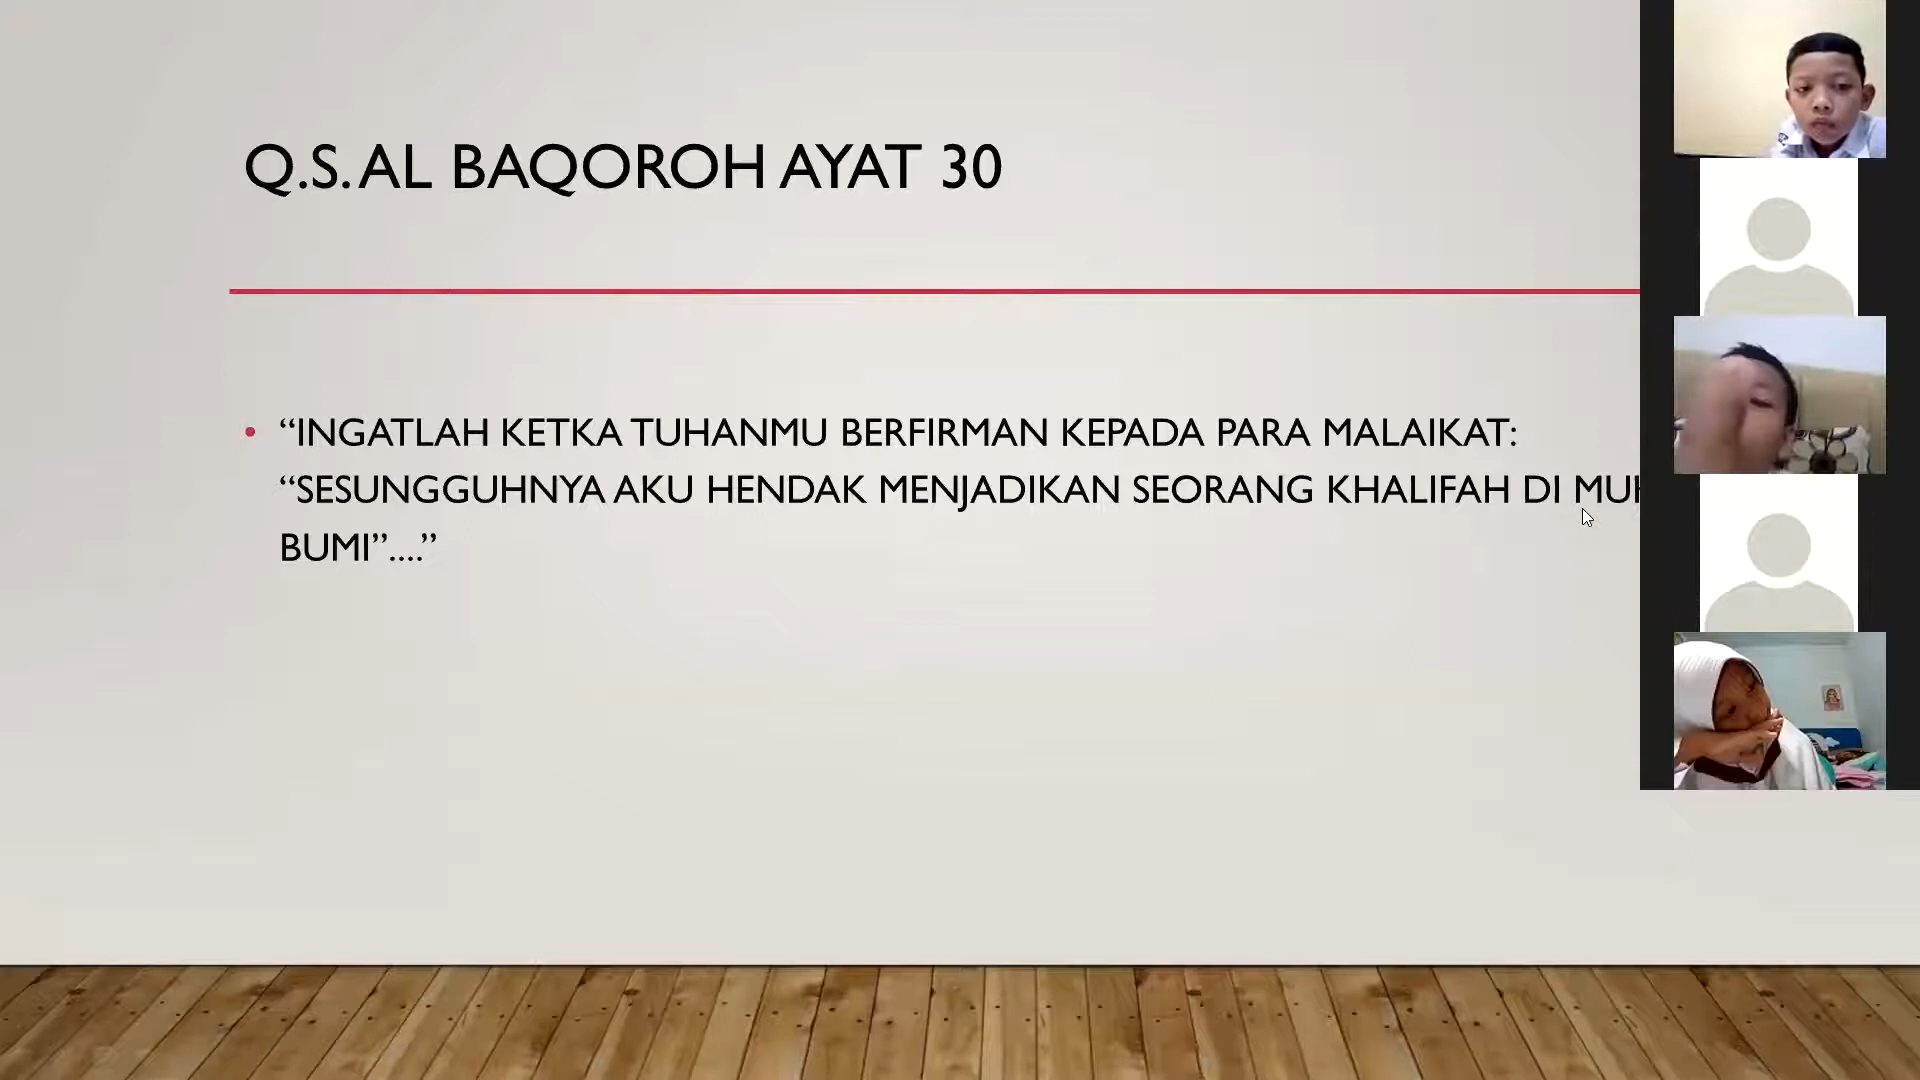 Q.S. AL BAQOROH AYAT 30
• “INGATLAH KETKA TUHANMU BERFIRMAN KEPADA PARA MALAIKAT:
“SESUNGGUHNYA AKU HENDAK MENJADIKAN SEORANG KHALIFAH DI
BUMI”....”